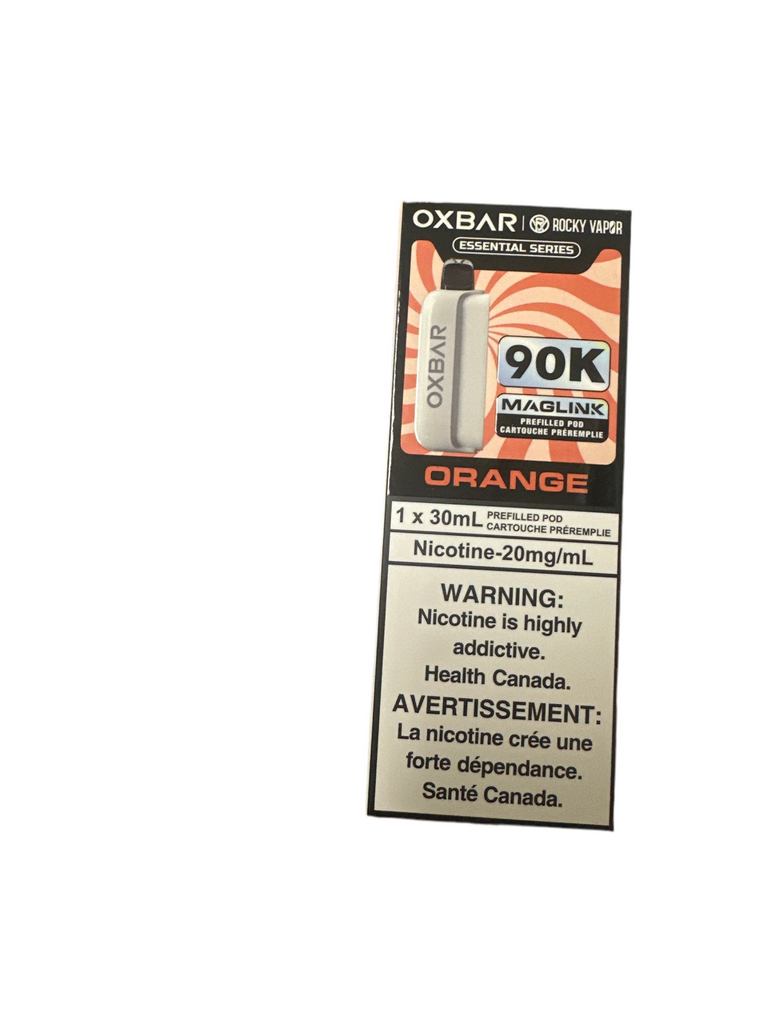 OXBAR | ROCKY VAPOR
ESSENTIAL SERIES
OXBAR
90K
MAGLINK
PREFILLED POD
CARTOUCHE PRÉREMPLIE
ORANGE
1 x 30mL PREFILLED POD
CARTOUCHE PRÉREMPLIE
Nicotine-20mg/mL
WARNING:
Nicotine is highly
addictive.
Health Canada.
AVERTISSEMENT:
La nicotine crée une
forte dépendance.
Santé Canada.